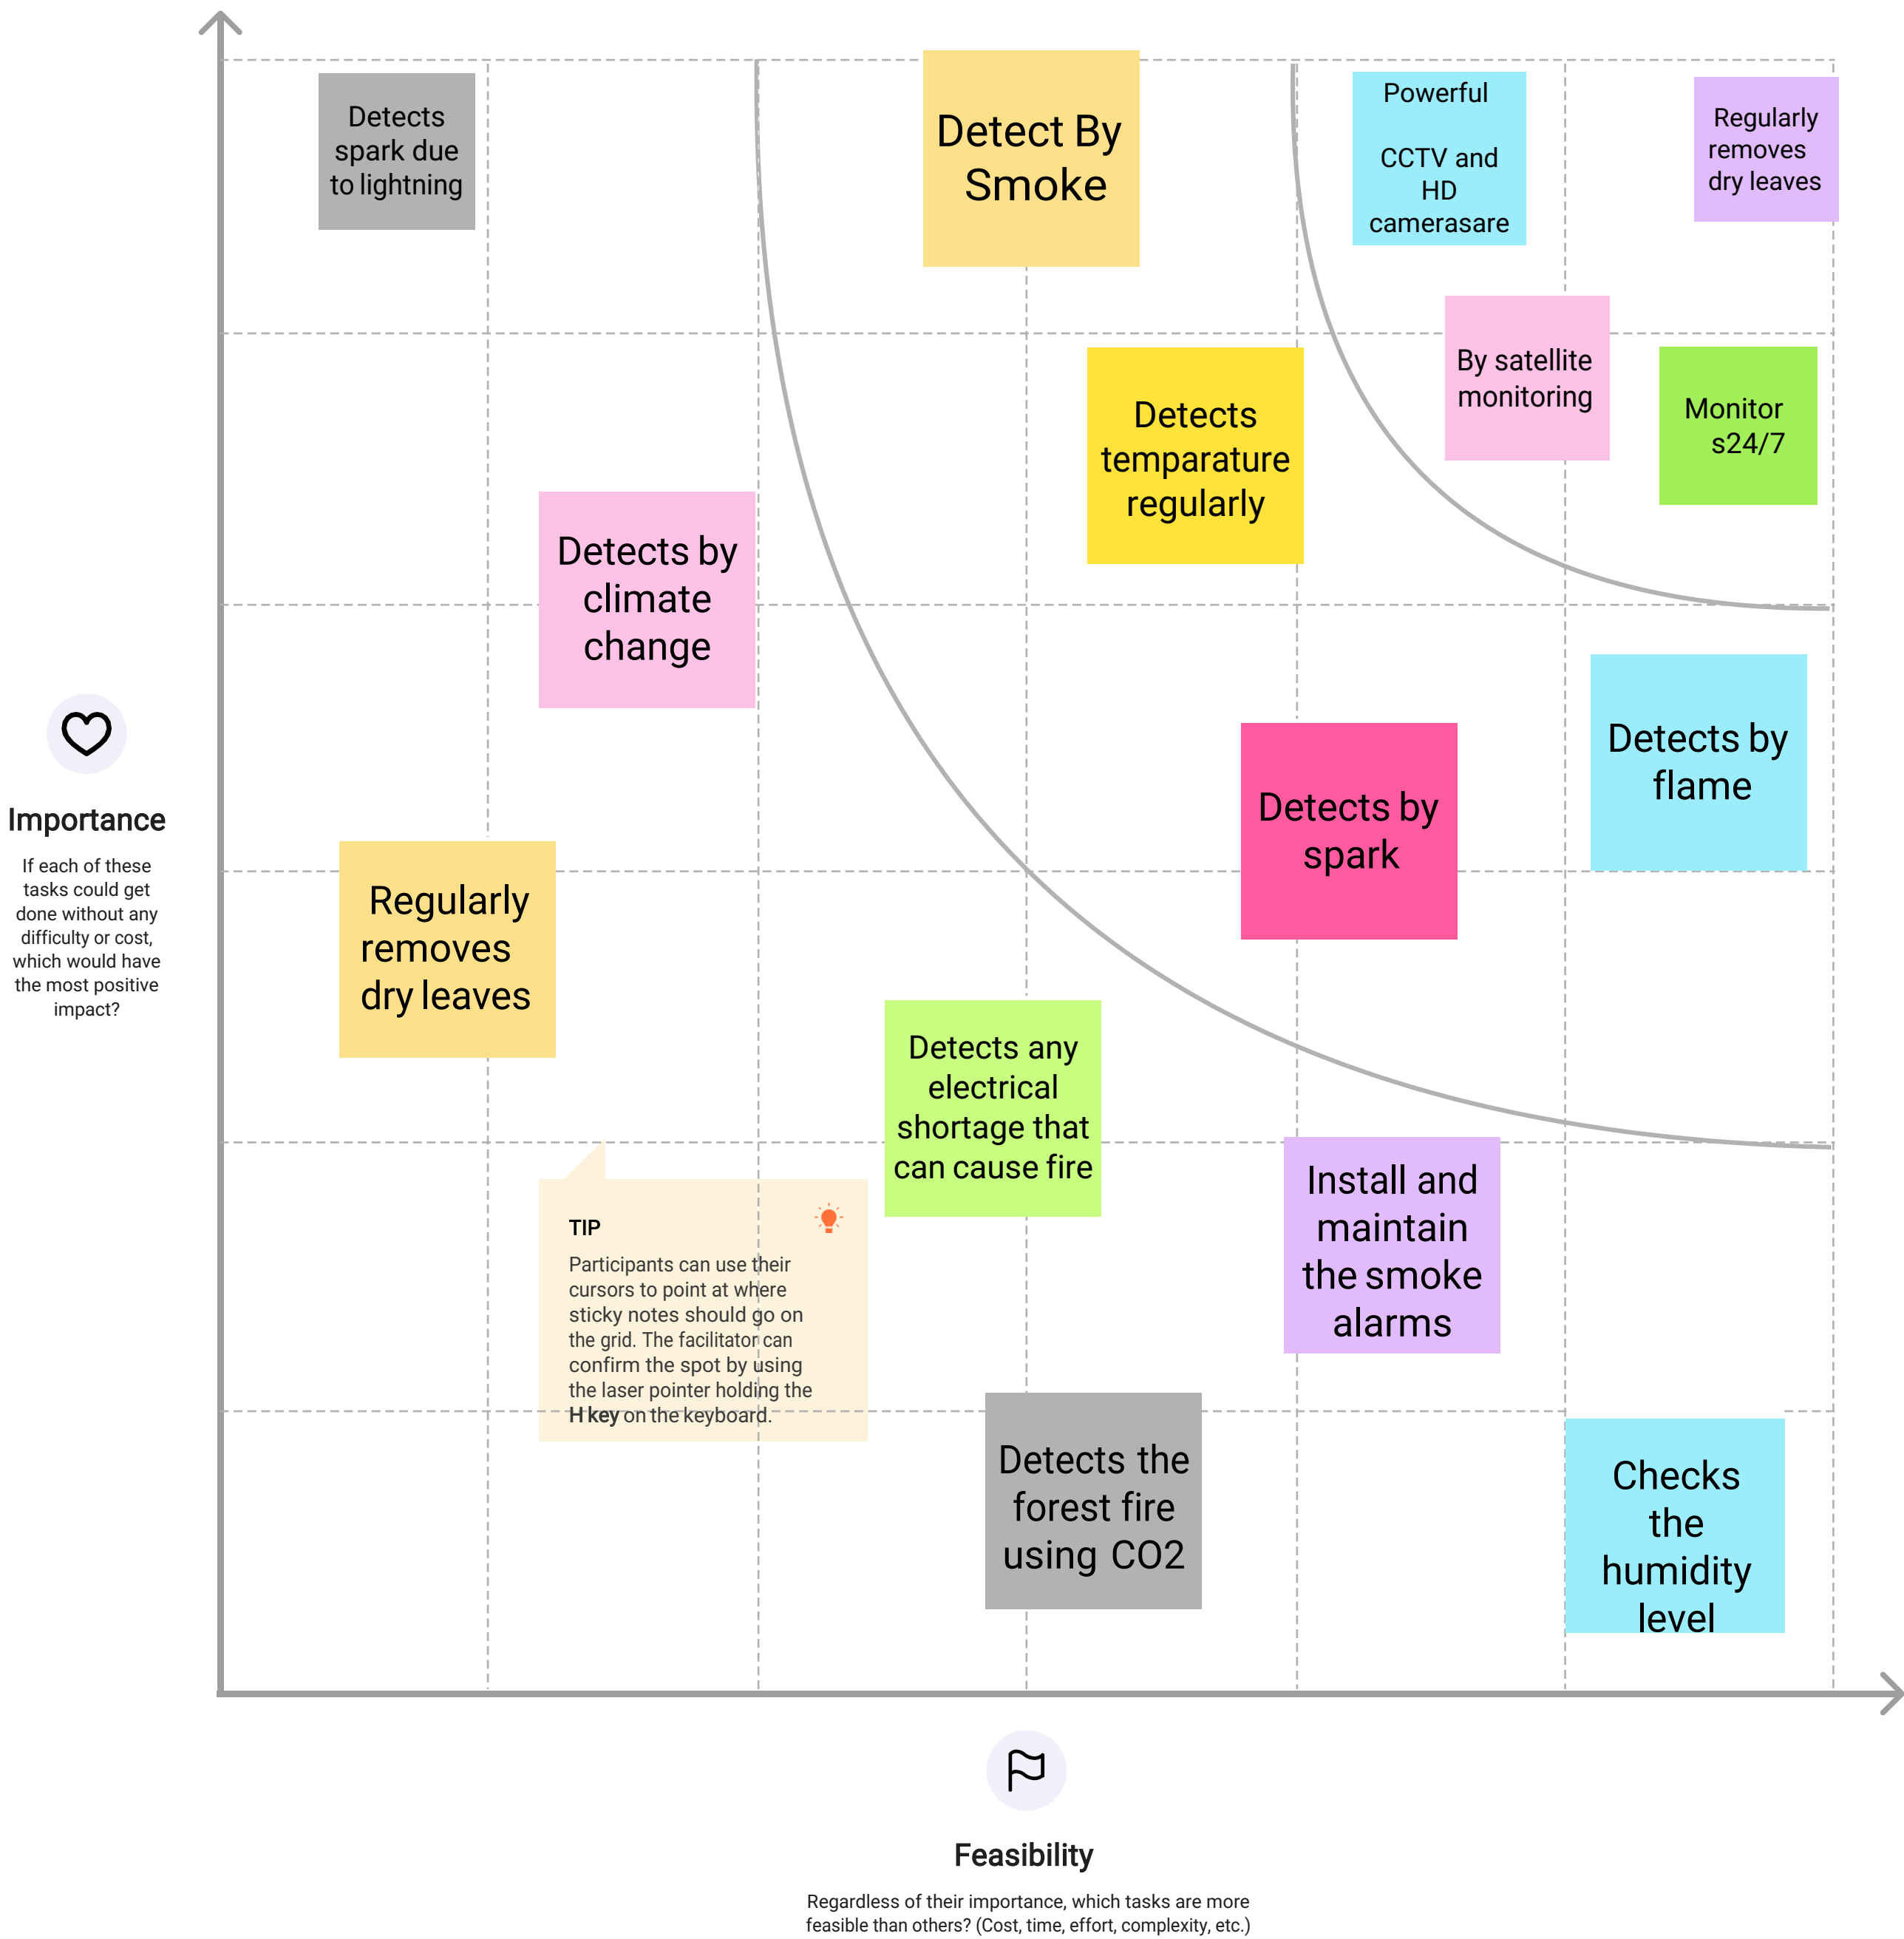 Detects
spark due
to lightning
Detect By
Smoke
Powerful
CCTV and
HD
camerasare
Regularly
removes
dry leaves
By satellite
monitoring
Monitor
s24/7
Detects
temparature
regularly
Detects by
climate
change
Detects by
flame
Detects by
spark
Importance
If each of these
tasks could get
done without any
difficulty or cost,
which would have
the most positive
impact?
Regularly
removes
dry leaves
Detects any
electrical
shortage that
can cause fire
Install and
maintain
the smoke
alarms
TIP
Participants can use their
cursors to point at where
sticky notes should go on
the grid. The facilitator can
confirm the spot by using
the laser pointer holding the
H key on the keyboard.
Detects the
forest fire
using CO2
Checks
the
humidity
level
Feasibility
Regardless of their importance, which tasks are more
feasible than others? (Cost, time, effort, complexity, etc.)